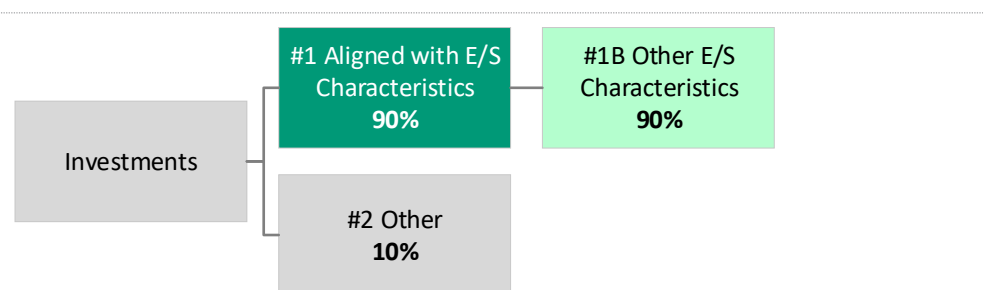 #1 Aligned with E/S
Characteristics
90%
#1B Other E/S
Characteristics
90%
Investments
#2 Other
10%